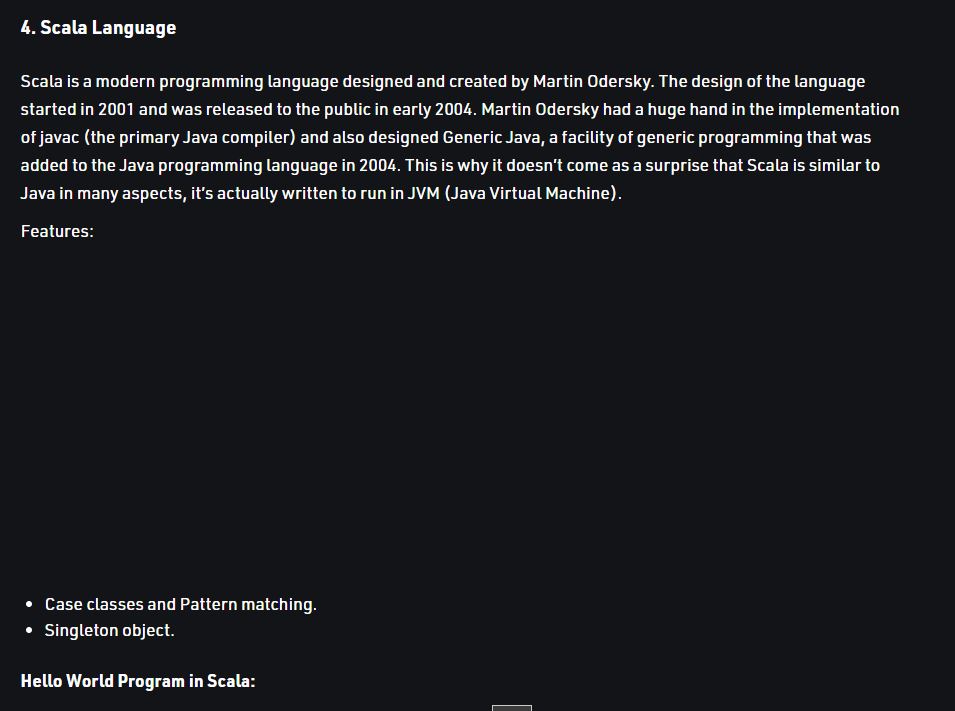 4. Scala Language
Scala is a modern programming language designed and created by Martin Odersky. The design of the language
started in 2001 and was released to the public in early 2004. Martin Odersky had a huge hand in the implementation
of javac (the primary Java compiler) and also designed Generic Java, a facility of generic programming that was
added to the Java programming language in 2004. This is why it doesn't come as a surprise that Scala is similar to
Java in many aspects, it's actually written to run in JVM (Java Virtual Machine).
Features:
• Case classes and Pattern matching.
• Singleton object.
Hello World Program in Scala: